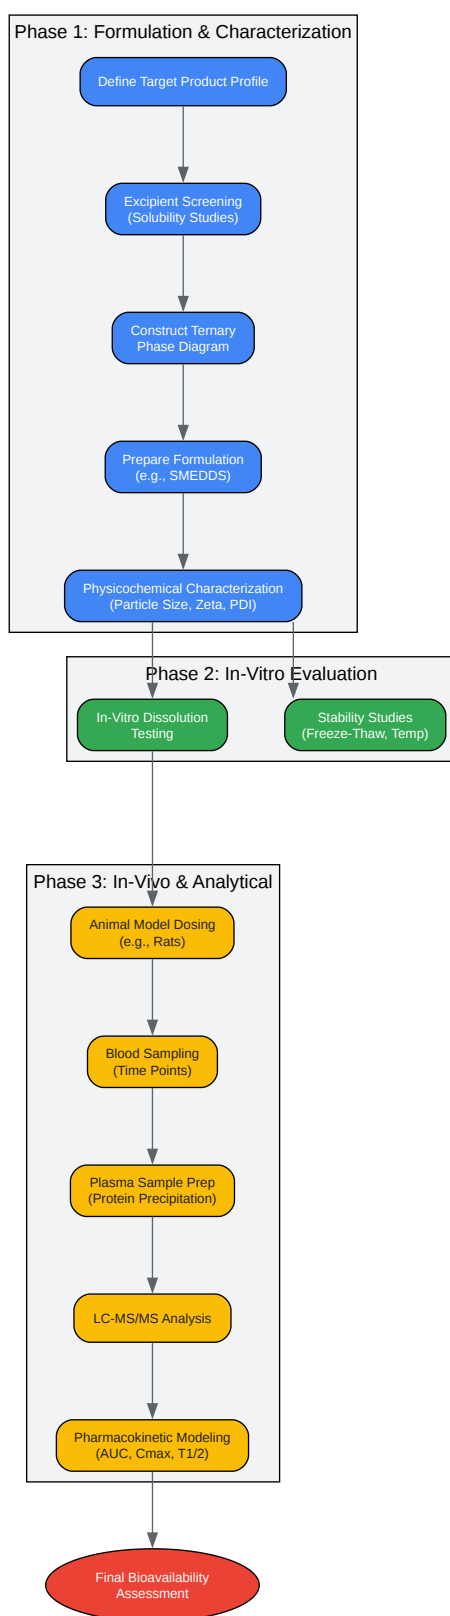 Phase 1: Formulation & Characterization
Define Target Product Profile
Excipient Screening
(Solubility Studies)
Construct Ternary
Phase Diagram
Prepare Formulation
(e.g., SMEDDS)
Physicochemical Characterization
(Particle Size, Zeta, PDI)
Phase 2: In-Vitro Evaluation
In-Vitro Dissolution
Testing
Stability Studies
(Freeze-Thaw, Temp)
Phase 3: In-Vivo & Analytical
Animal Model Dosing
(e.g., Rats)
Blood Sampling
(Time Points)
Plasma Sample Prep
(Protein Precipitation)
LC-MS/MS Analysis
Pharmacokinetic Modeling
(AUC, Cmax, T1/2)
Final Bioavailability
Assessment